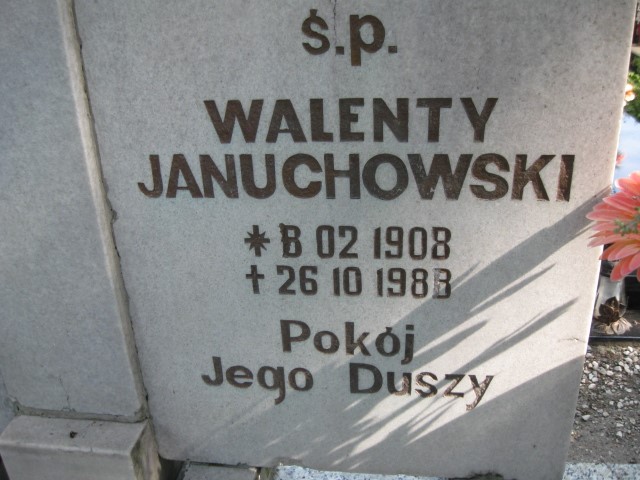 ś.p.
WALENTY
JANUCHOWSKI
* 8 02 1908
† 26 10 1988
Pokój
Jego Duszy